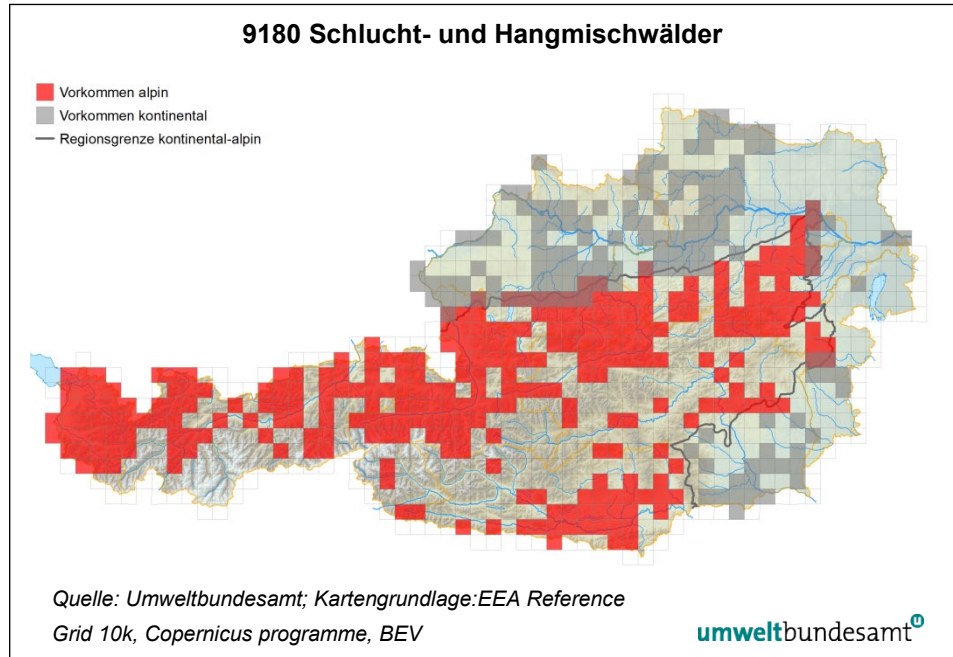 9180 Schlucht- und Hangmischwälder
Vorkommen alpin
Vorkommen kontinental
Regionsgrenze kontinental-alpin
Quelle: Umweltbundesamt; Kartengrundlage:EEA Reference
Grid 10k, Copernicus programme, BEV
umweltbundesamtᵘ